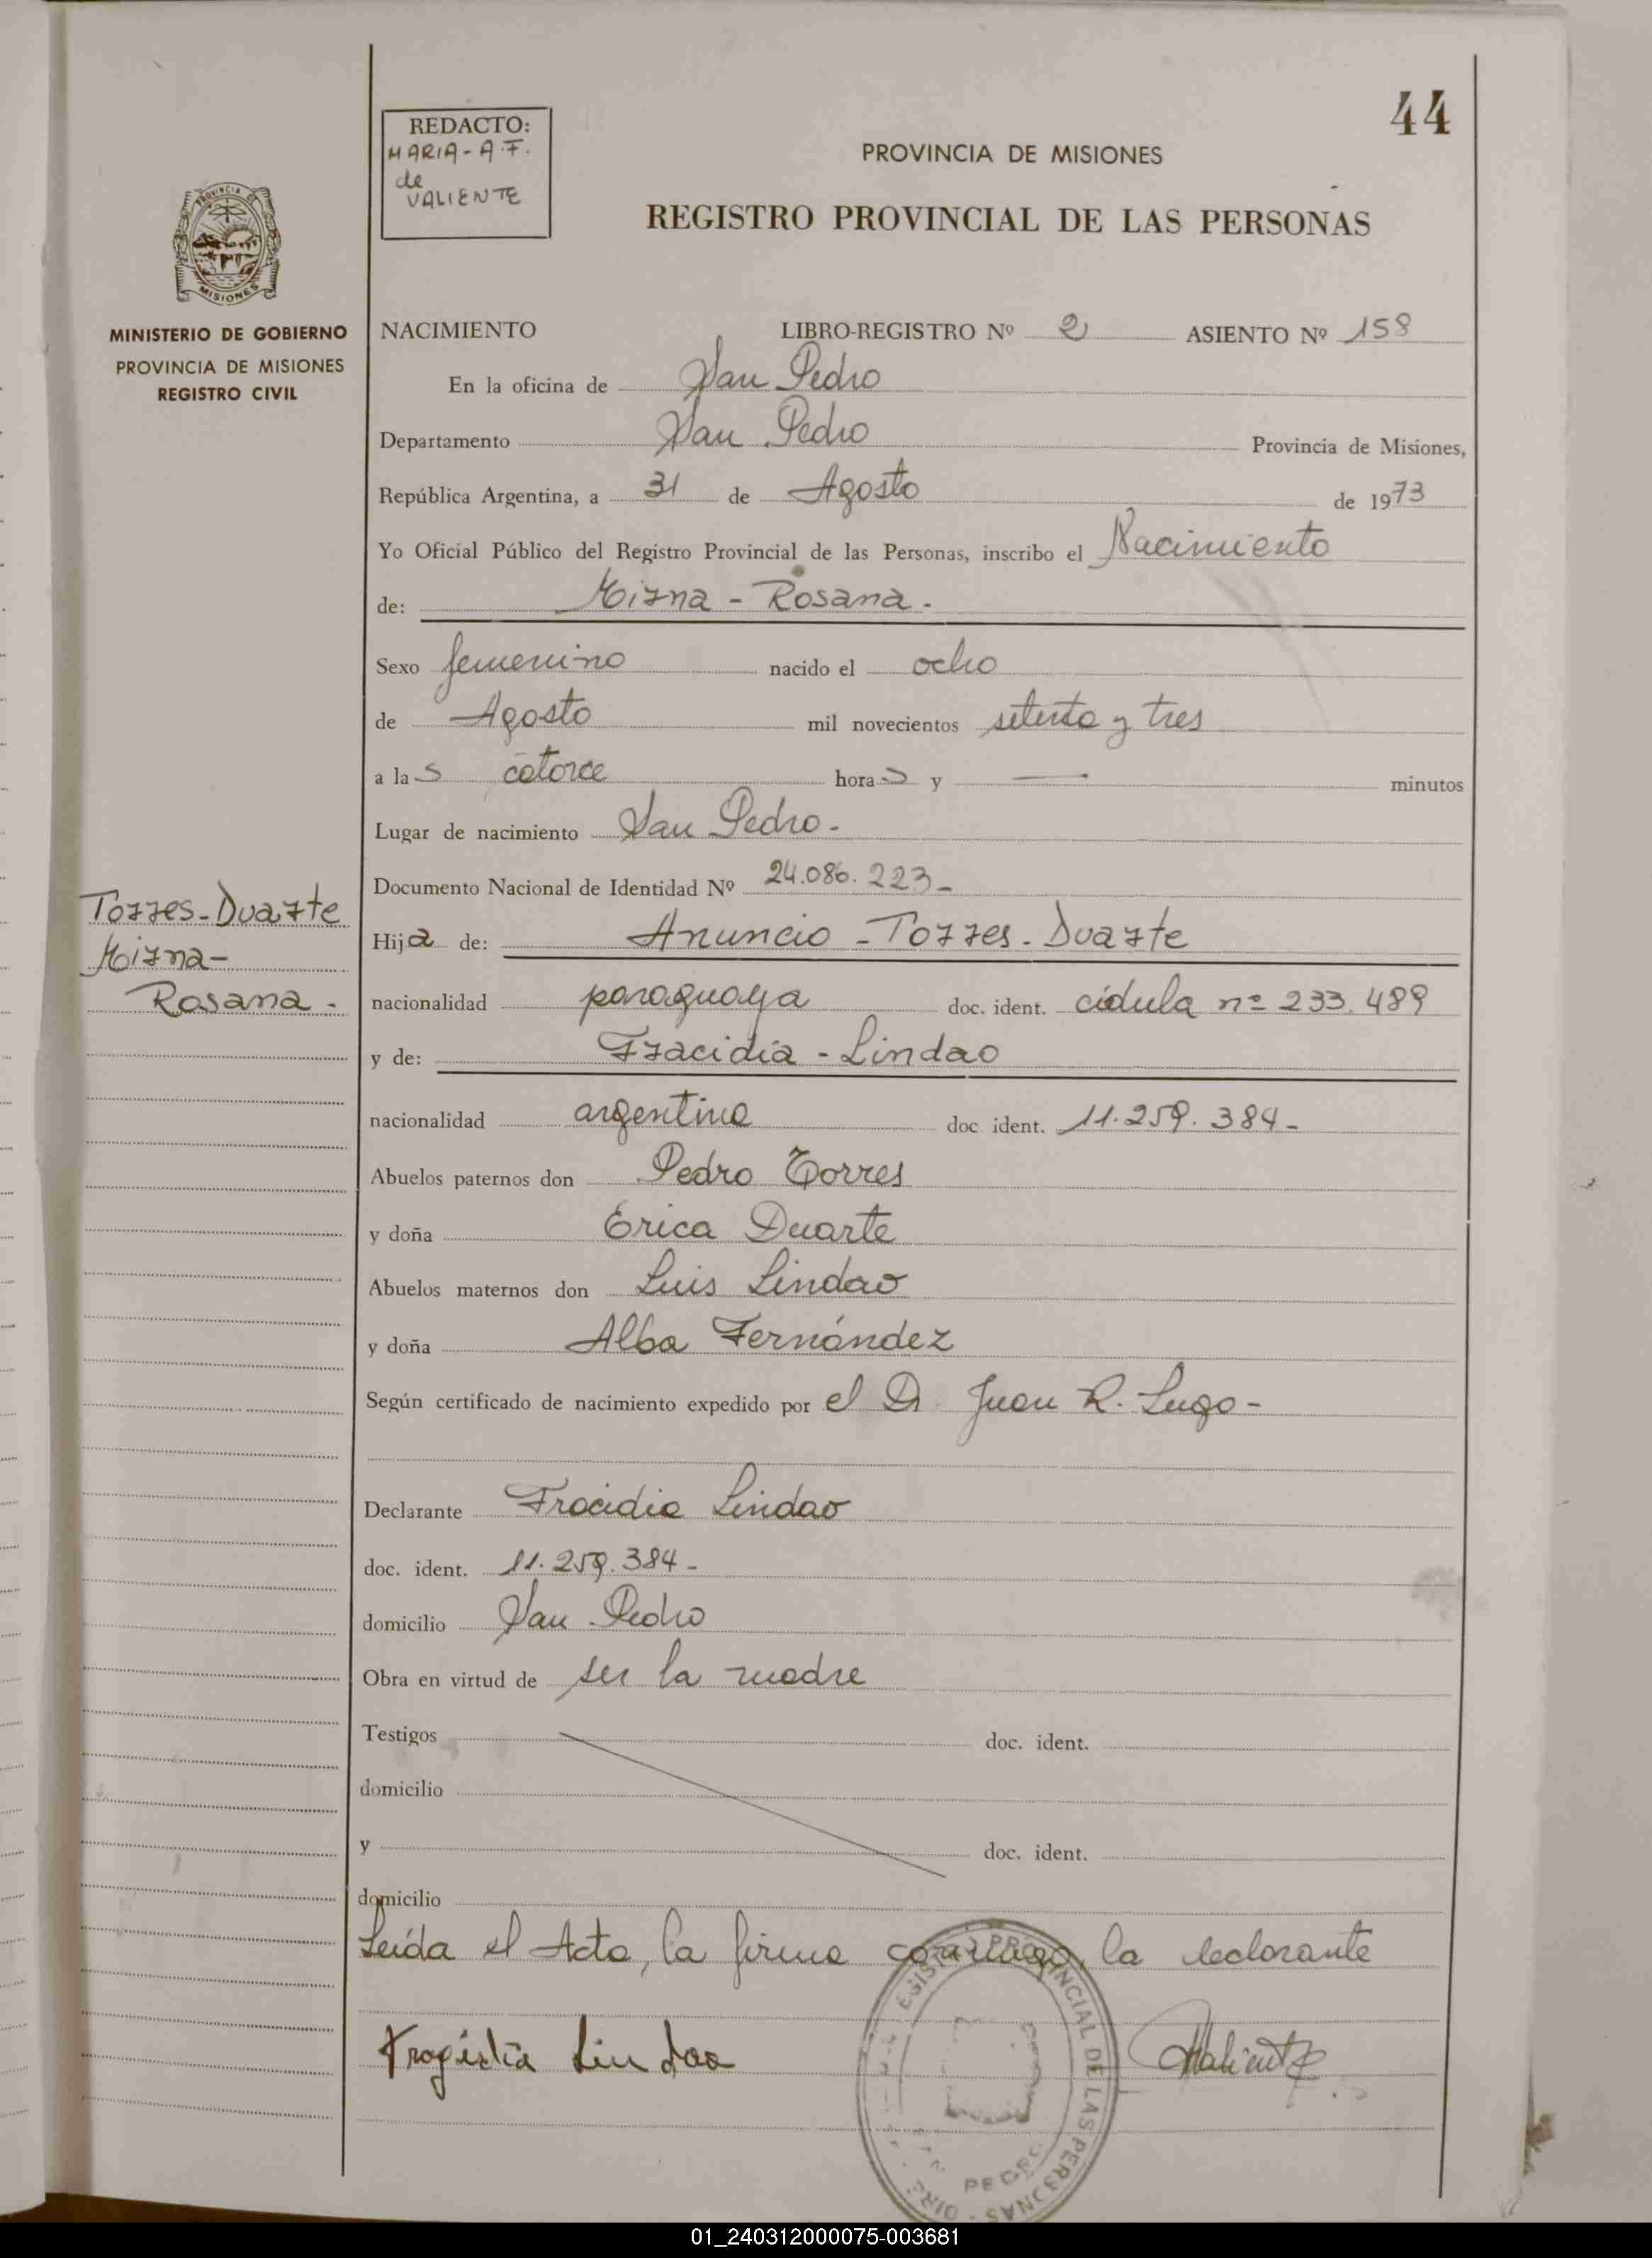 44
REDACTO:
MARIA - A.F.
de
VALIENTE
PROVINCIA DE MISIONES
REGISTRO PROVINCIAL DE LAS PERSONAS
PROVINCIA
MISIONES
MINISTERIO DE GOBIERNO
PROVINCIA DE MISIONES
REGISTRO CIVIL
NACIMIENTO LIBRO-REGISTRO Nº 2 ASIENTO Nº 158
En la oficina de San Pedro
Departamento San Pedro Provincia de Misiones,
República Argentina, a 31 de Agosto de 1973
Yo Oficial Público del Registro Provincial de las Personas, inscribo el Nacimiento
de: Mirna - Rosana.
Sexo femenino nacido el ocho
de Agosto mil novecientos setenta y tres
a las catorce horas y — minutos
Lugar de nacimiento San Pedro -
Documento Nacional de Identidad Nº 24.086.223 -
Torres - Duarte
Mirna -
Rosana -
Hija de: Anuncio - Torres - Duarte
nacionalidad paraguaya doc. ident. cédula nº 233.489
y de: Fracidia - Lindao
nacionalidad argentina doc ident. 11.259.384 -
Abuelos paternos don Pedro Torres
y doña Erica Duarte
Abuelos maternos don Luis Lindao
y doña Alba Fernández
Según certificado de nacimiento expedido por el Dr Juan R. Lugo -
Declarante Fracidia Lindao
doc. ident. 11.259.384 -
domicilio San Pedro
Obra en virtud de ser la madre
Testigos doc. ident.
domicilio
y doc. ident.
domicilio
Leída el Acta, la firma conmigo, la declarante
Lindao
REGISTRO PROVINCIAL DE LAS PERSONAS
01_240312000075-003681